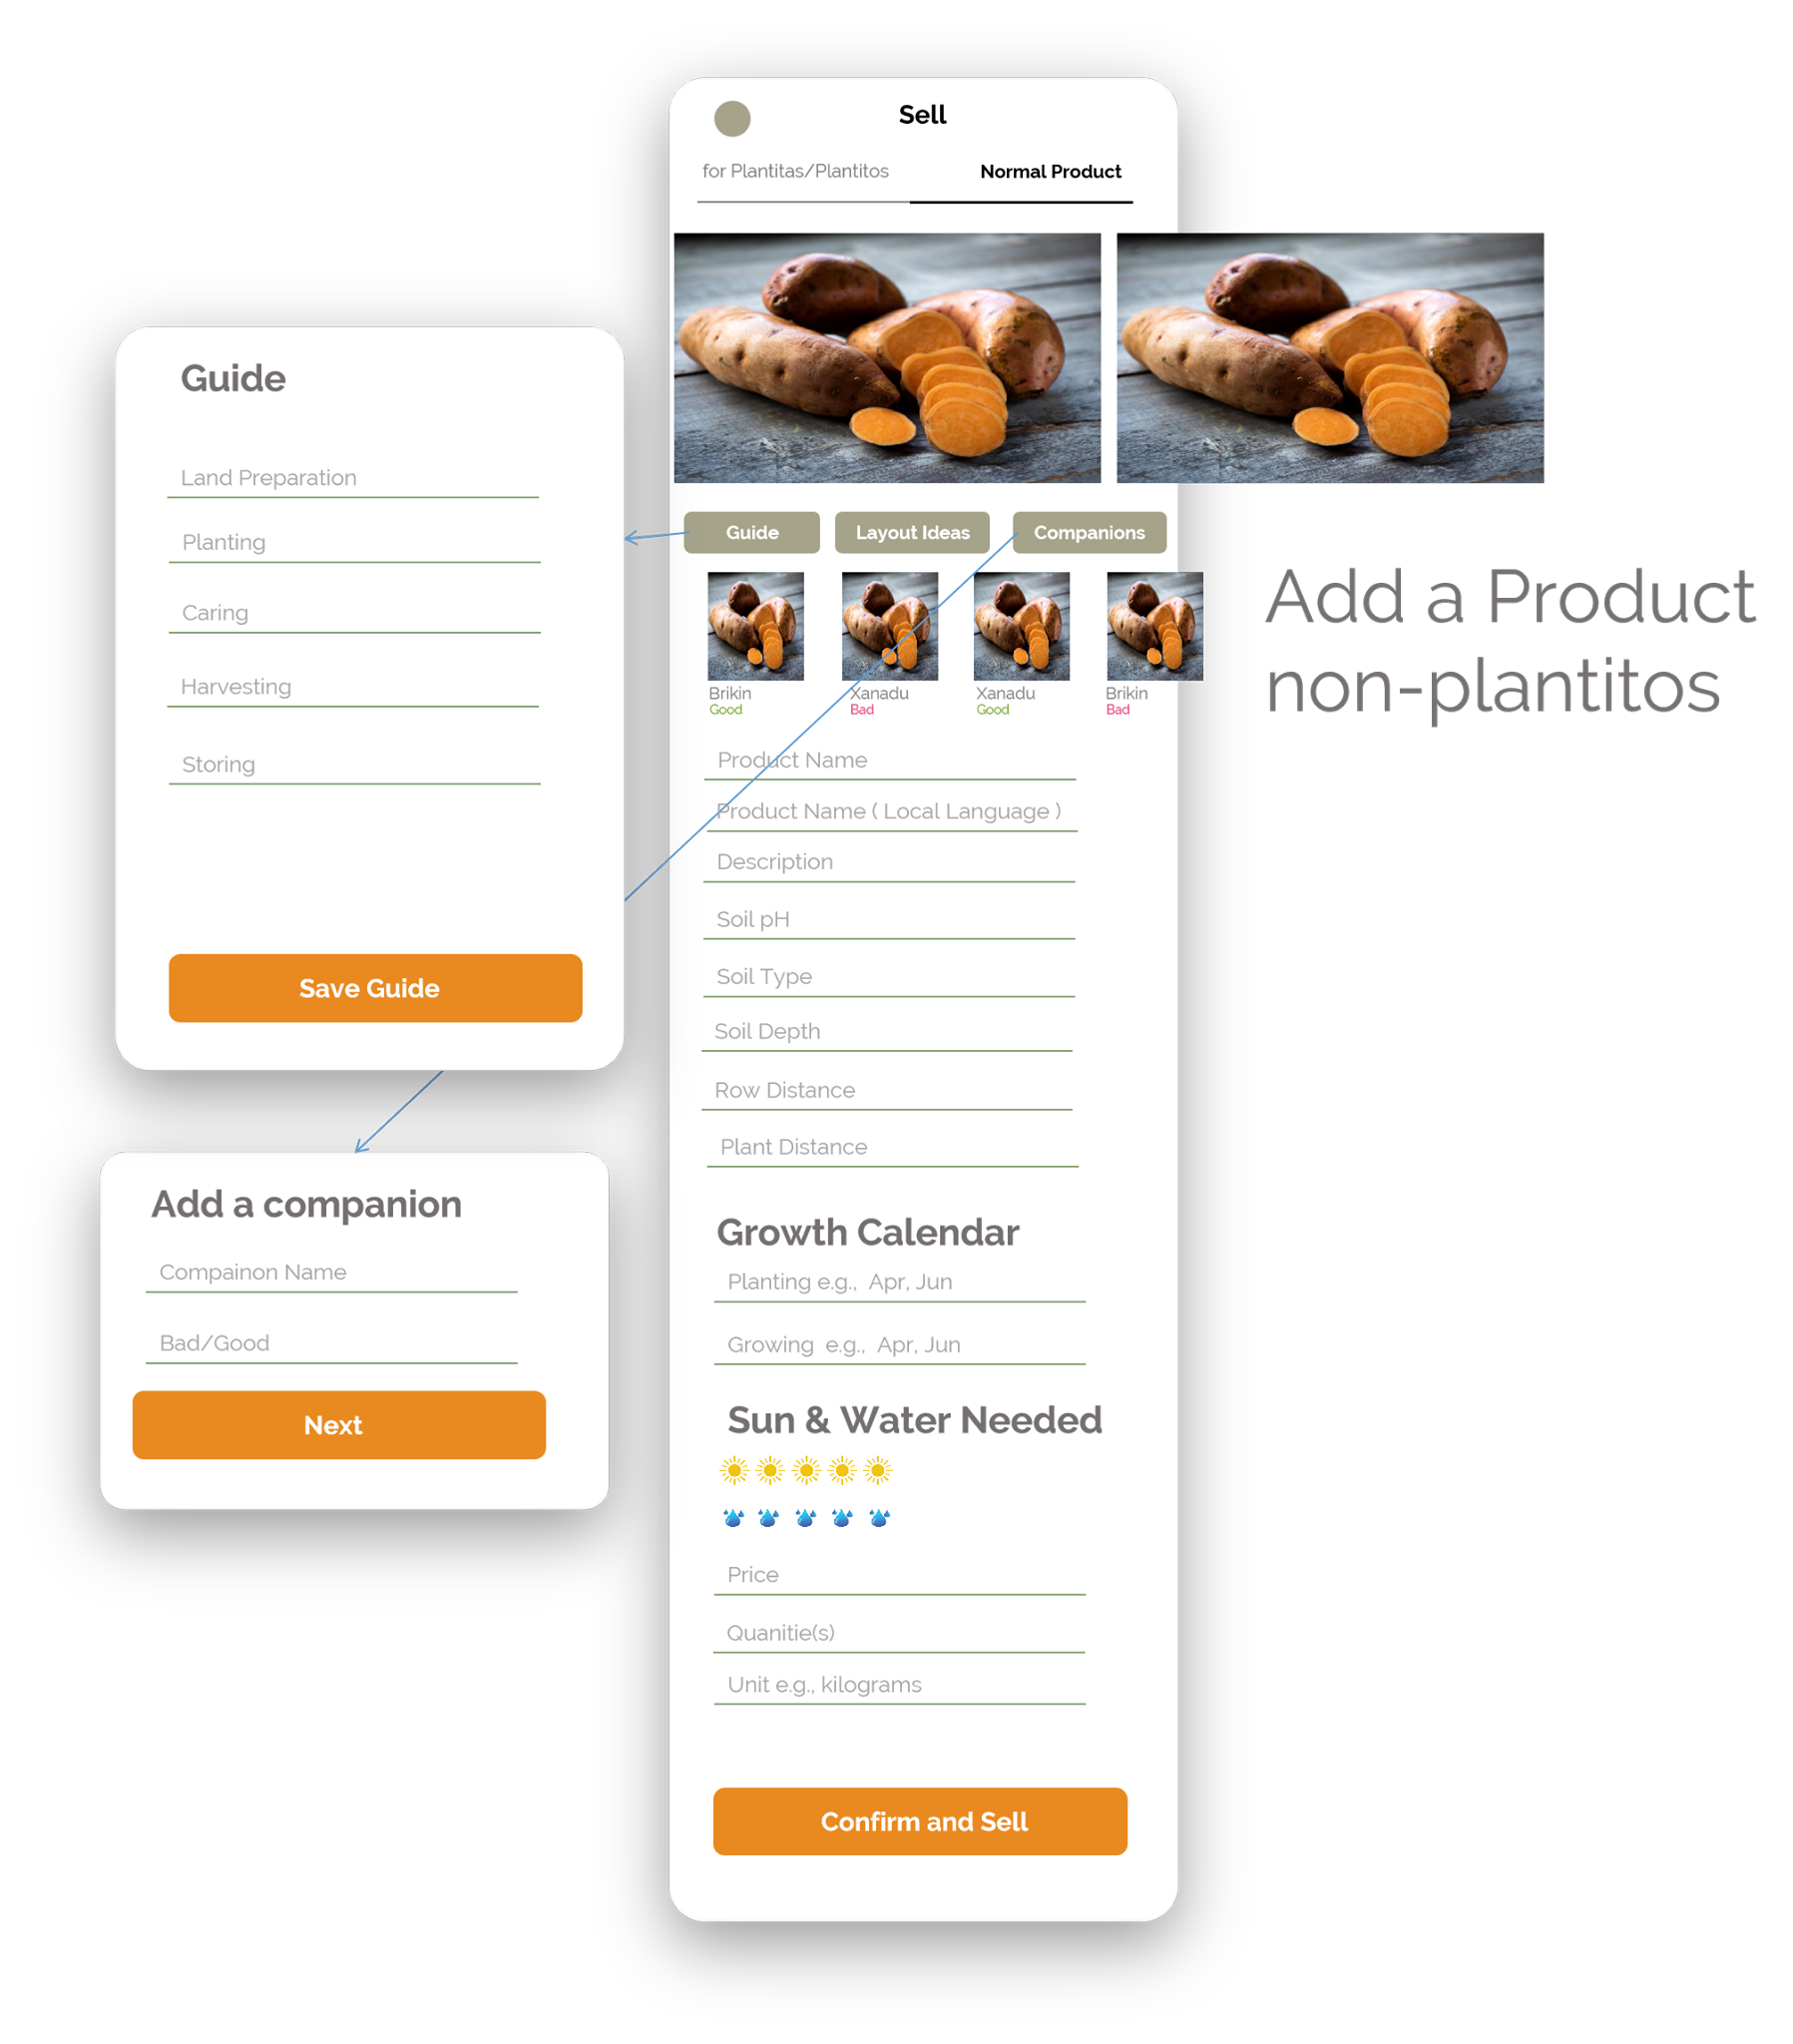 Sell
for Plantitas/Plantitos
Normal Product
Guide
Layout Ideas
Companions
Brikin
Good
Xanadu
Bad
Xanadu
Good
Brikin
Bad
Product Name
Product Name ( Local Language )
Description
Soil pH
Soil Type
Soil Depth
Row Distance
Plant Distance
Growth Calendar
Planting e.g.,  Apr, Jun
Growing  e.g.,  Apr, Jun
Sun & Water Needed
Price
Quanitie(s)
Unit e.g., kilograms
Confirm and Sell
Guide
Land Preparation
Planting
Caring
Harvesting
Storing
Save Guide
Add a companion
Compainon Name
Bad/Good
Next
Add a Product
non-plantitos